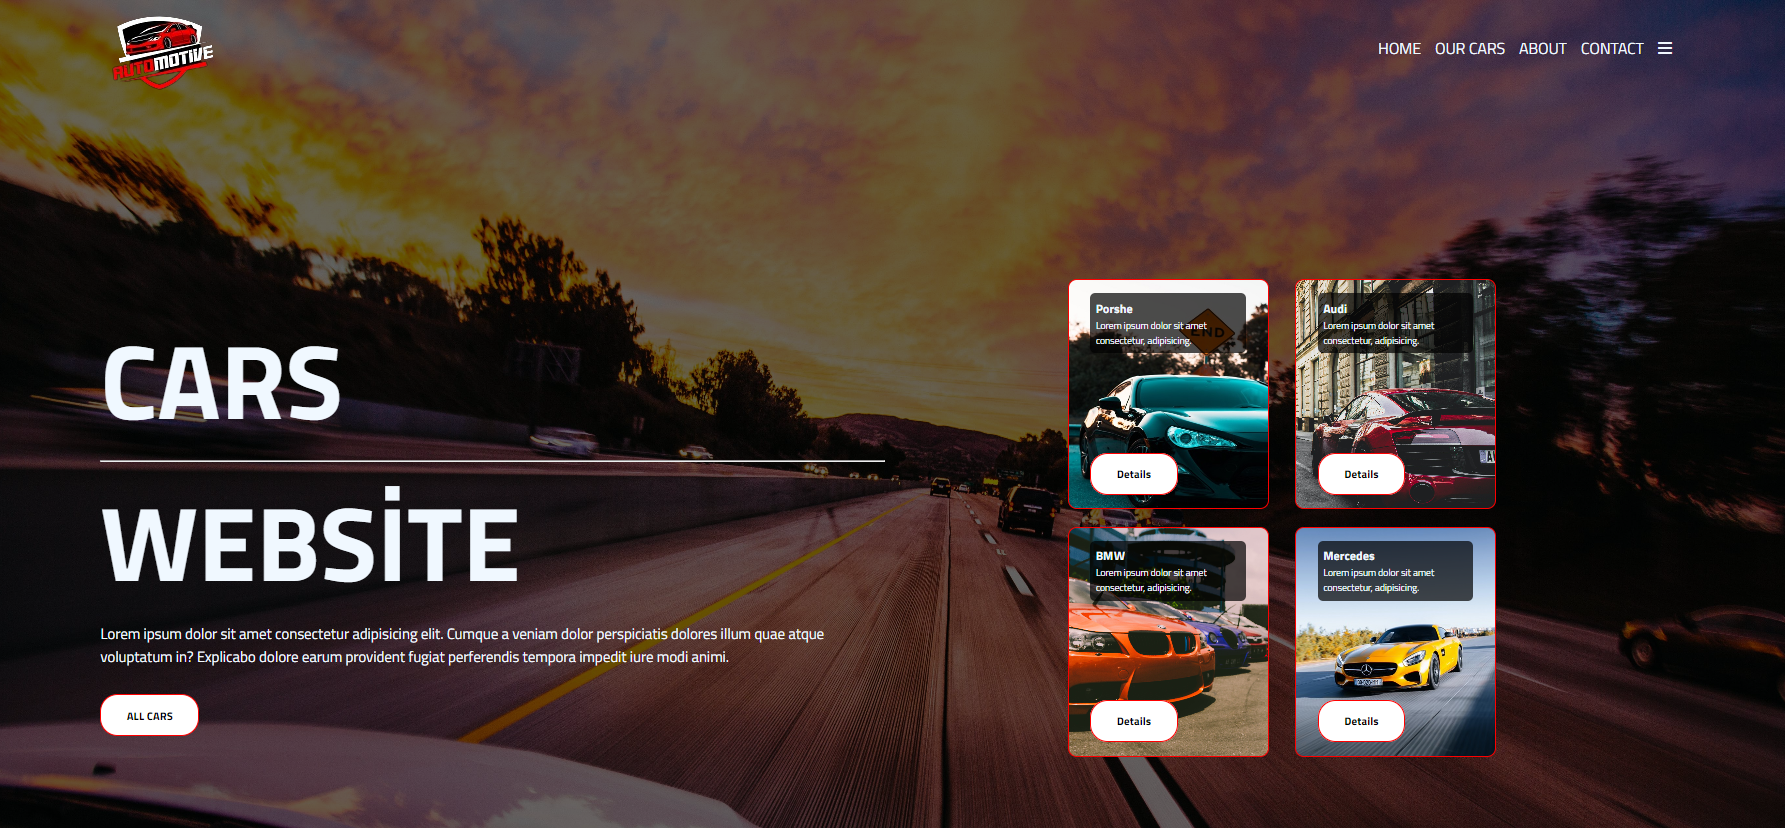 AUTOMOTIVE
HOME OUR CARS ABOUT CONTACT
CARS
WEBSİTE
Lorem ipsum dolor sit amet consectetur adipisicing elit. Cumque a veniam dolor perspiciatis dolores illum quae atque
voluptatum in? Explicabo dolore earum provident fugiat perferendis tempora impedit iure modi animi.
ALL CARS
Porshe
Lorem ipsum dolor sit amet
consectetur, adipisicing.
END
Details
Audi
Lorem ipsum dolor sit amet
consectetur, adipisicing.
Details
BMW
Lorem ipsum dolor sit amet
consectetur, adipisicing.
Details
Mercedes
Lorem ipsum dolor sit amet
consectetur, adipisicing.
Details